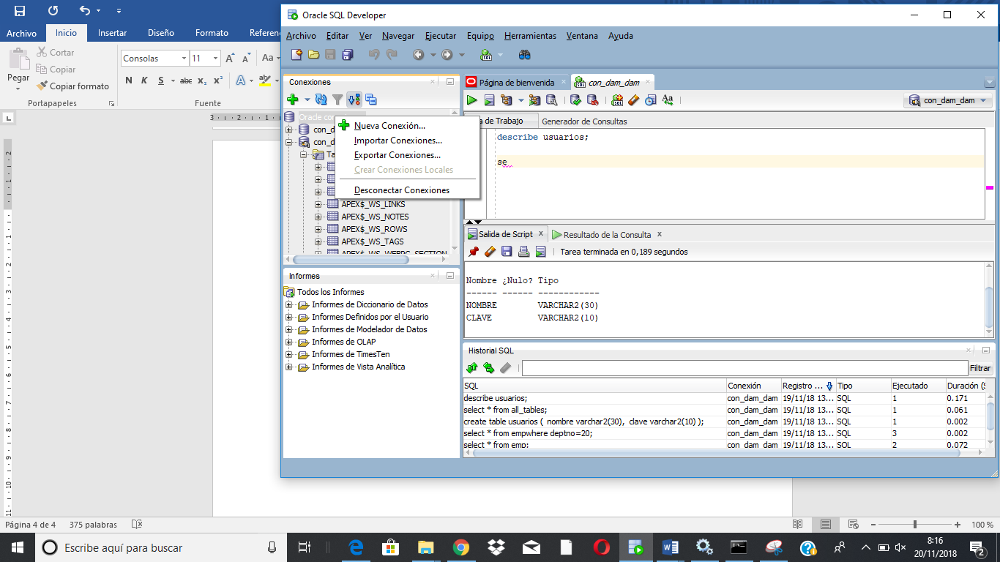 Archivo Inicio Insertar Diseño Formato Referen
Pegar
Cortar
Copiar
Copiar formato
Portapapeles
Consolas 11
Aa
N K S abc x₂ x²
A
Fuente
3 2 1 1
Oracle SQL Developer
Archivo Editar Ver Navegar Ejecutar Equipo Herramientas Ventana Ayuda
Conexiones
Oracle con
con_d
con_d
Ta
APEX$_WS_LINKS
APEX$_WS_NOTES
APEX$_WS_ROWS
APEX$_WS_TAGS
APEX$_WS_WEBPG_SECTION
Nueva Conexión...
Importar Conexiones...
Exportar Conexiones...
Crear Conexiones Locales
Desconectar Conexiones
Informes
Todos los Informes
Informes de Diccionario de Datos
Informes Definidos por el Usuario
Informes de Modelador de Datos
Informes de OLAP
Informes de TimesTen
Informes de Vista Analítica
Página de bienvenida
con_dam_dam
con_dam_dam
a de Trabajo Generador de Consultas
describe usuarios;
se
Salida de Script Resultado de la Consulta
Tarea terminada en 0,189 segundos
Nombre ¿Nulo? Tipo
------ ------ ------------
NOMBRE VARCHAR2(30)
CLAVE VARCHAR2(10)
Historial SQL
Filtrar
SQL Conexión Registro ... Tipo Ejecutado Duración (S
describe usuarios; con_dam_dam 19/11/18 13... SQL 1 0.171
select * from all_tables; con_dam_dam 19/11/18 13... SQL 1 0.061
create table usuarios ( nombre varchar2(30), clave varchar2(10) ); con_dam_dam 19/11/18 13... SQL 1 0.002
select * from empwhere deptno=20; con_dam_dam 19/11/18 13... SQL 3 0.002
select * from emp; con_dam_dam 19/11/18 13... SQL 2 0.072
Página 4 de 4 375 palabras
100 %
Escribe aquí para buscar
8:16
20/11/2018
2